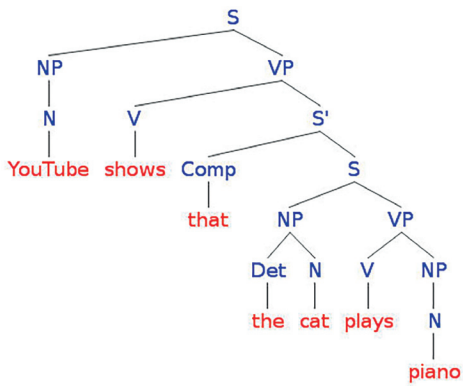 S
NP VP
N V S'
YouTube shows Comp S
that NP VP
Det N V NP
the cat plays N
piano